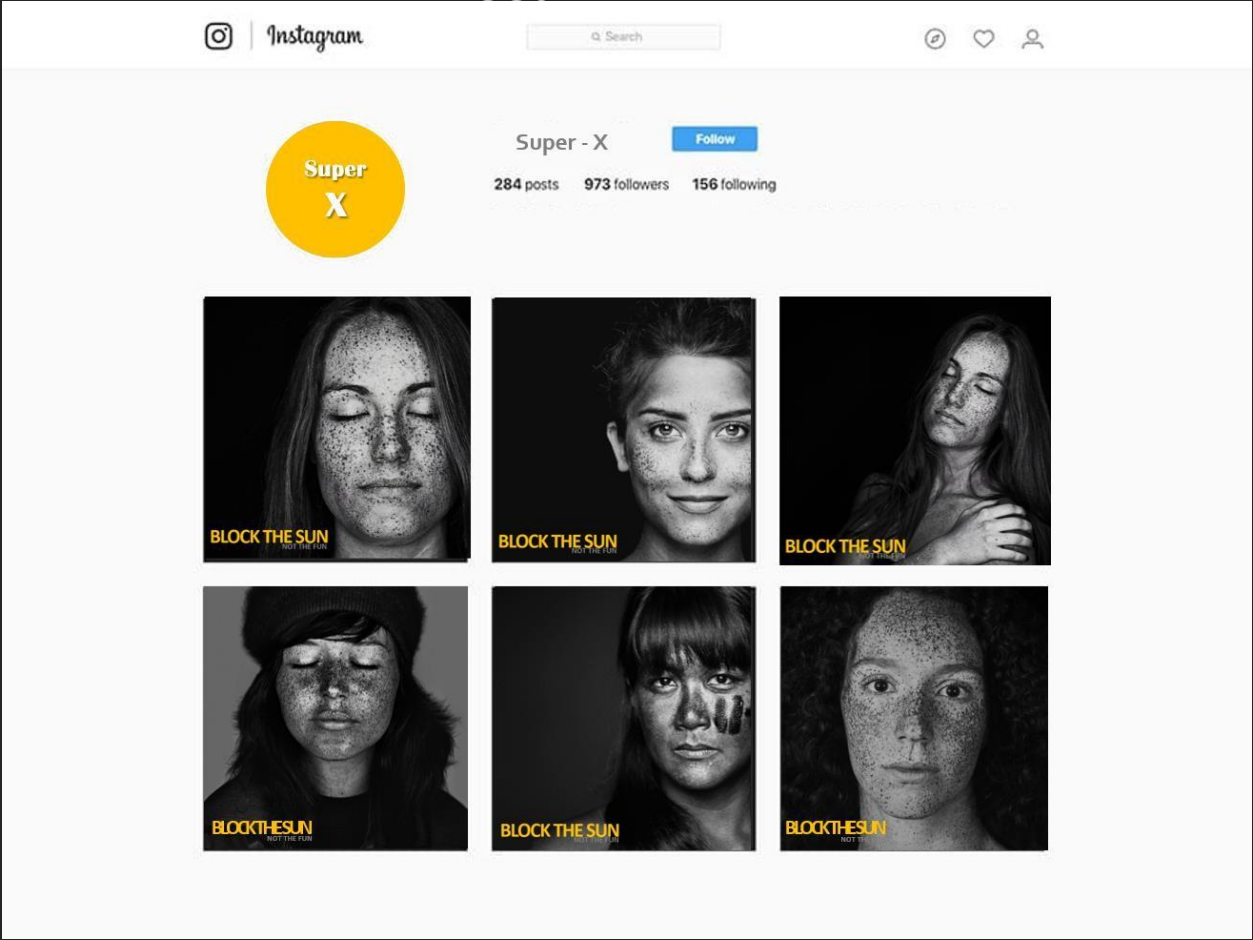 Instagram
Search
Super
X
Super - X
Follow
284 posts 973 followers 156 following
BLOCK THE SUN
NOT THE FUN
BLOCK THE SUN
NOT THE FUN
BLOCK THE SUN
NOT THE FUN
BLOCKTHESUN
NOT THE FUN
BLOCK THE SUN
NOT THE FUN
BLOCKTHESUN
NOT